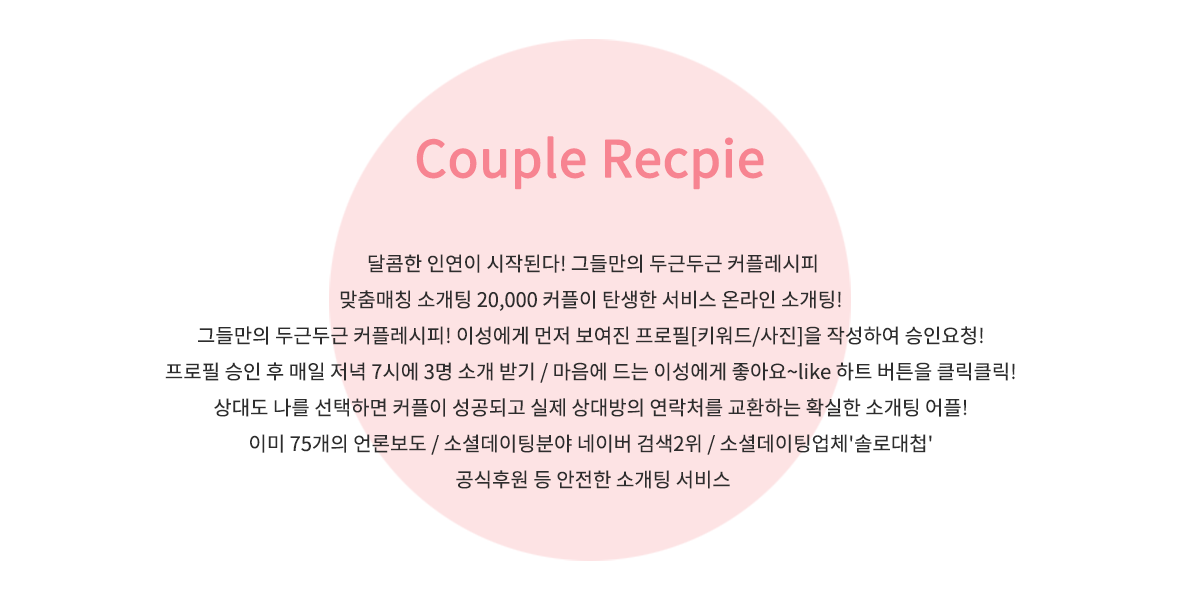 Couple Recpie
달콤한 인연이 시작된다! 그들만의 두근두근 커플레시피
맞춤매칭 소개팅 20,000 커플이 탄생한 서비스 온라인 소개팅!
그들만의 두근두근 커플레시피! 이성에게 먼저 보여진 프로필[키워드/사진]을 작성하여 승인요청!
프로필 승인 후 매일 저녁 7시에 3명 소개 받기 / 마음에 드는 이성에게 좋아요~like 하트 버튼을 클릭클릭!
상대도 나를 선택하면 커플이 성공되고 실제 상대방의 연락처를 교환하는 확실한 소개팅 어플!
이미 75개의 언론보도 / 소셜데이팅분야 네이버 검색2위 / 소셜데이팅업체'솔로대첩'
공식후원 등 안전한 소개팅 서비스